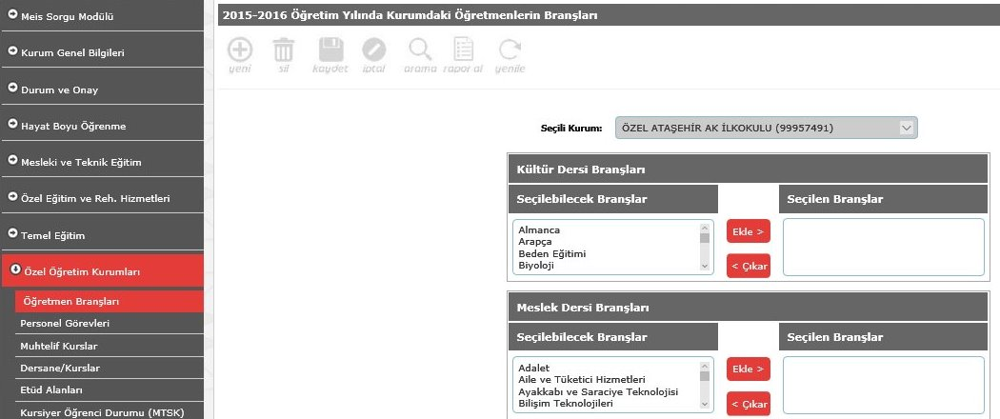 Meis Sorgu Modülü
Kurum Genel Bilgileri
Durum ve Onay
Hayat Boyu Öğrenme
Mesleki ve Teknik Eğitim
Özel Eğitim ve Reh. Hizmetleri
Temel Eğitim
Özel Öğretim Kurumları
Öğretmen Branşları
Personel Görevleri
Muhtelif Kurslar
Dersane/Kurslar
Etüd Alanları
Kursiyer Öğrenci Durumu (MTSK)
2015-2016 Öğretim Yılında Kurumdaki Öğretmenlerin Branşları
yeni sil kaydet iptal arama rapor al yenile
Seçili Kurum: ÖZEL ATAŞEHİR AK İLKOKULU (99957491)
Kültür Dersi Branşları
Seçilebilecek Branşlar Seçilen Branşlar
Almanca
Arapça
Beden Eğitimi
Biyoloji
Ekle >
< Çıkar
Meslek Dersi Branşları
Seçilebilecek Branşlar Seçilen Branşlar
Adalet
Aile ve Tüketici Hizmetleri
Ayakkabı ve Saraciye Teknolojisi
Bilişim Teknolojileri
Ekle >
< Çıkar